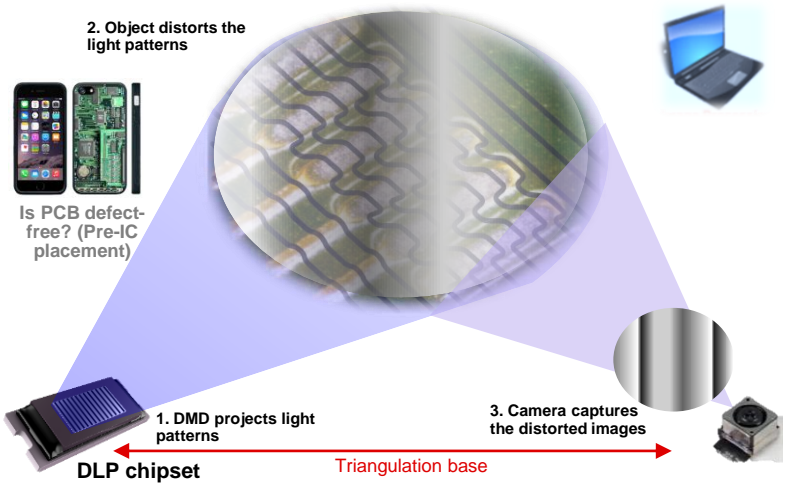 2. Object distorts the
light patterns
Is PCB defect-
free? (Pre-IC
placement)
1. DMD projects light
patterns
3. Camera captures
the distorted images
DLP chipset
Triangulation base